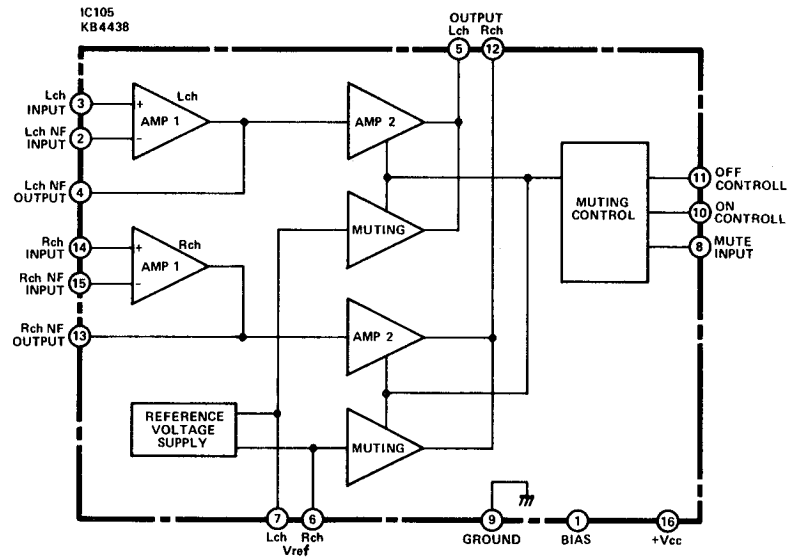 IC105
KB4438
OUTPUT
Lch Rch
5 12
Lch
INPUT
3
+
Lch
AMP 1
Lch NF
INPUT
2
-
AMP 2
Lch NF
OUTPUT
4
MUTING
MUTING
CONTROL
11
OFF
CONTROLL
10
ON
CONTROLL
8
MUTE
INPUT
Rch
INPUT
14
+
Rch
AMP 1
Rch NF
INPUT
15
-
Rch NF
OUTPUT
13
AMP 2
REFERENCE
VOLTAGE
SUPPLY
MUTING
7 6 9 1 16
Lch Rch
Vref
GROUND
BIAS
+Vcc